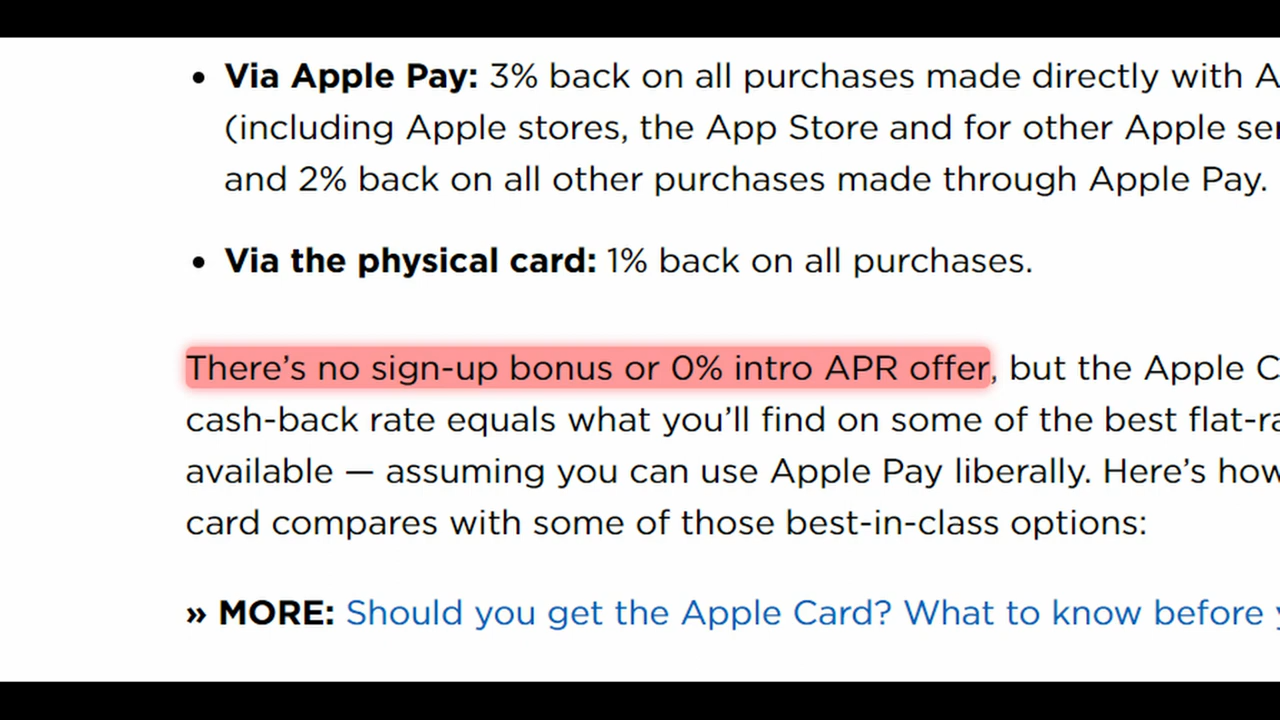 • Via Apple Pay: 3% back on all purchases made directly with A
(including Apple stores, the App Store and for other Apple ser
and 2% back on all other purchases made through Apple Pay.
• Via the physical card: 1% back on all purchases.
There’s no sign-up bonus or 0% intro APR offer, but the Apple C
cash-back rate equals what you’ll find on some of the best flat-ra
available — assuming you can use Apple Pay liberally. Here’s how
card compares with some of those best-in-class options:
» MORE: Should you get the Apple Card? What to know before y